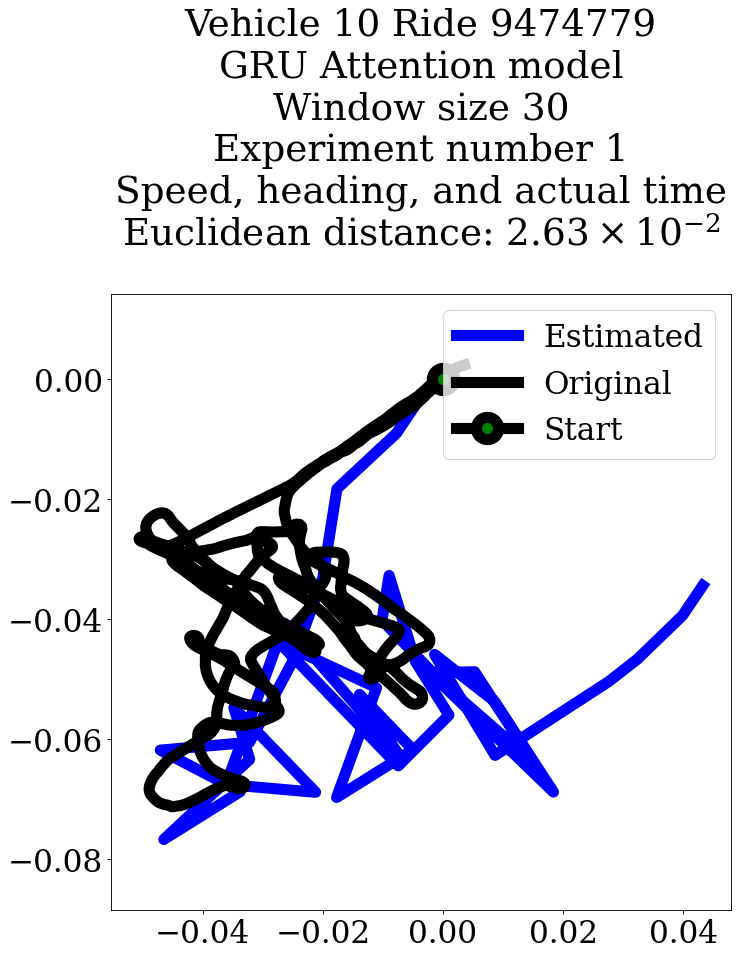 Vehicle 10 Ride 9474779
GRU Attention model
Window size 30
Experiment number 1
Speed, heading, and actual time
Euclidean distance: 2.63 × 10⁻²
Estimated
Original
Start
0.00
−0.02
−0.04
−0.06
−0.08
−0.04 −0.02 0.00 0.02 0.04